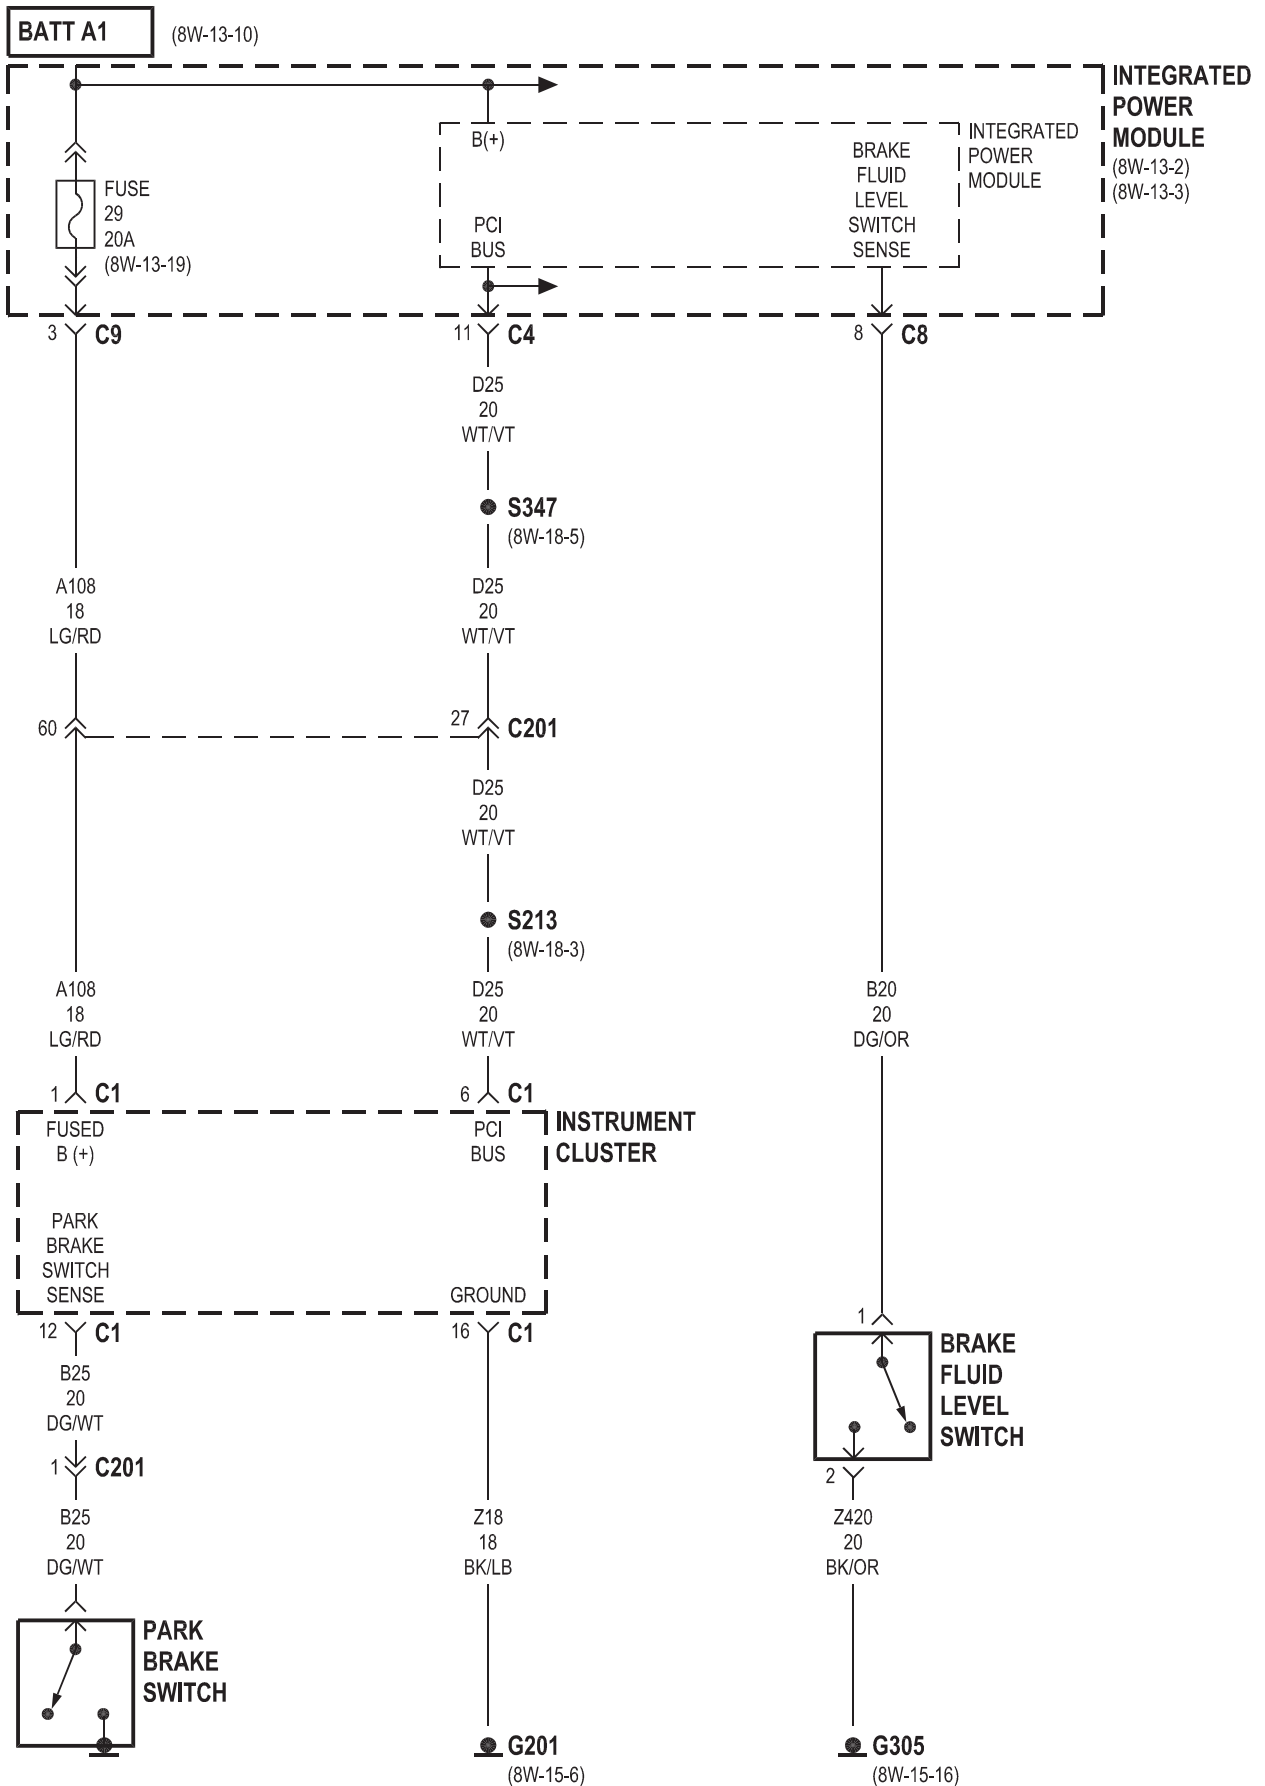 BATT A1 (8W-13-10)
INTEGRATED
POWER
MODULE
(8W-13-2)
(8W-13-3)
B(+)
INTEGRATED
POWER
MODULE
BRAKE
FLUID
LEVEL
SWITCH
SENSE
FUSE
29
20A
(8W-13-19)
PCI
BUS
3 C9
11 C4
8 C8
D25
20
WT/VT
S347
(8W-18-5)
A108
18
LG/RD
D25
20
WT/VT
60
27 C201
D25
20
WT/VT
S213
(8W-18-3)
A108
18
LG/RD
D25
20
WT/VT
B20
20
DG/OR
1 C1
6 C1
INSTRUMENT
CLUSTER
FUSED
B (+)
PCI
BUS
PARK
BRAKE
SWITCH
SENSE
GROUND
12 C1
16 C1
1
BRAKE
FLUID
LEVEL
SWITCH
2
B25
20
DG/WT
1 C201
B25
20
DG/WT
Z18
18
BK/LB
Z420
20
BK/OR
PARK
BRAKE
SWITCH
G201
(8W-15-6)
G305
(8W-15-16)